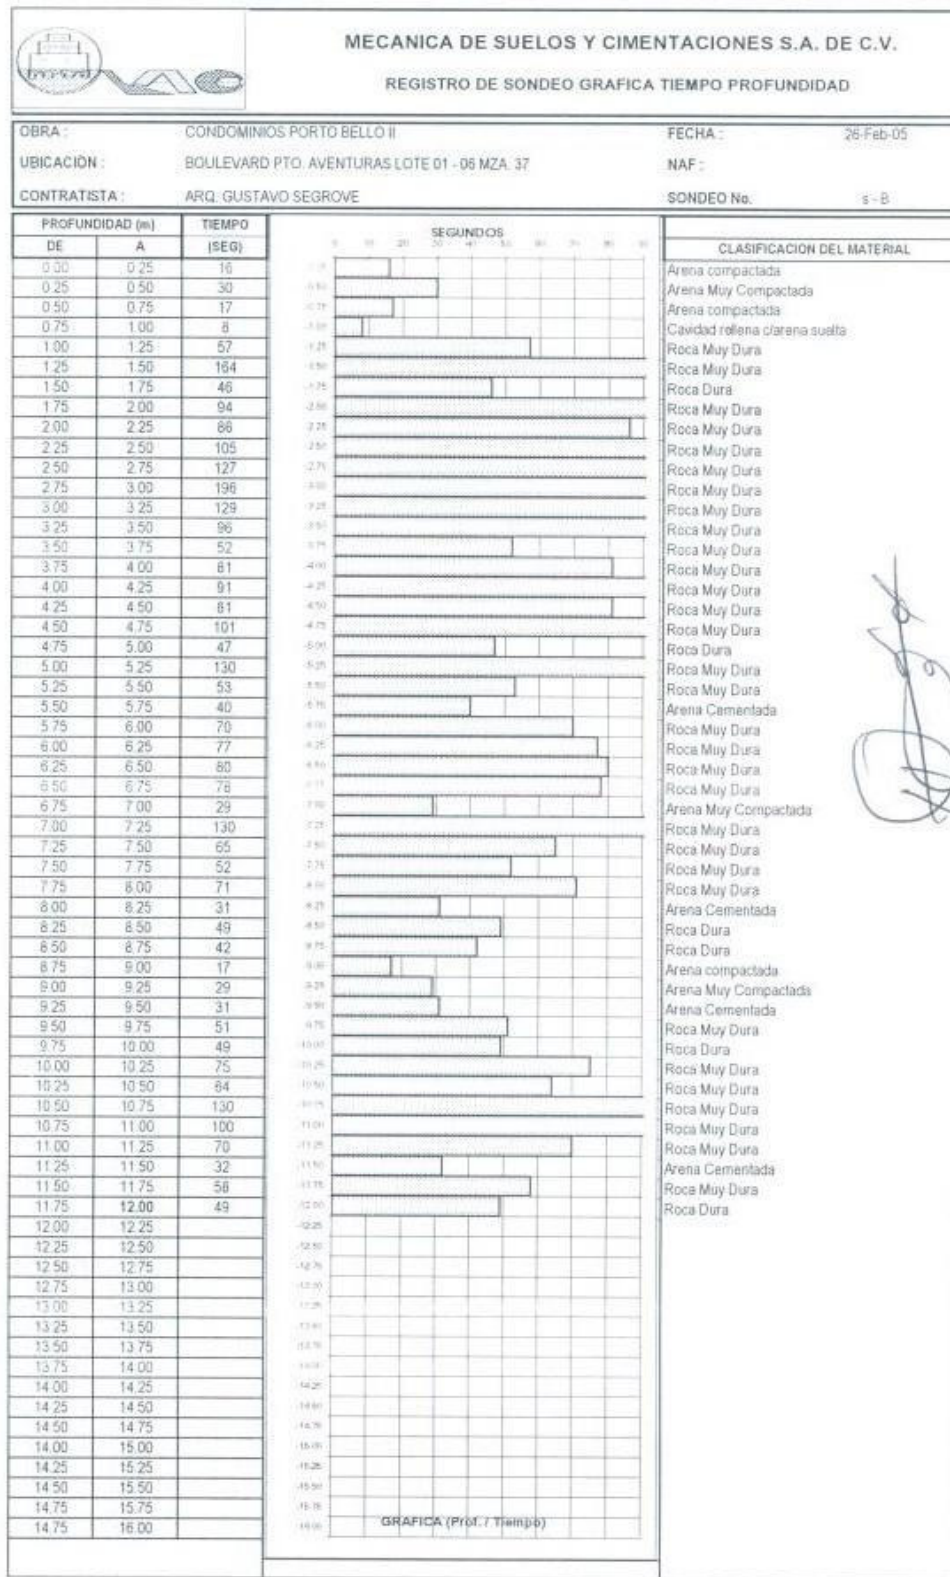 MECANICA DE SUELOS Y CIMENTACIONES S.A. DE C.V.
REGISTRO DE SONDEO GRAFICA TIEMPO PROFUNDIDAD
OBRA : CONDOMINIOS PORTO BELLO II FECHA : 26-Feb-05
UBICACIÓN : BOULEVARD PTO. AVENTURAS LOTE 01 - 06 MZA. 37 NAF :
CONTRATISTA : ARQ. GUSTAVO SEGROVE SONDEO No. s - B
PROFUNDIDAD (m) TIEMPO SEGUNDOS
DE A (SEG) CLASIFICACION DEL MATERIAL
0.00 0.25 16 Arena compactada
0.25 0.50 30 Arena Muy Compactada
0.50 0.75 17 Arena compactada
0.75 1.00 8 Cavidad rellena c/arena suelta
1.00 1.25 57 Roca Muy Dura
1.25 1.50 164 Roca Muy Dura
1.50 1.75 46 Roca Dura
1.75 2.00 94 Roca Muy Dura
2.00 2.25 86 Roca Muy Dura
2.25 2.50 105 Roca Muy Dura
2.50 2.75 127 Roca Muy Dura
2.75 3.00 196 Roca Muy Dura
3.00 3.25 129 Roca Muy Dura
3.25 3.50 96 Roca Muy Dura
3.50 3.75 52 Roca Muy Dura
3.75 4.00 81 Roca Muy Dura
4.00 4.25 91 Roca Muy Dura
4.25 4.50 81 Roca Muy Dura
4.50 4.75 101 Roca Muy Dura
4.75 5.00 47 Roca Dura
5.00 5.25 130 Roca Muy Dura
5.25 5.50 53 Roca Muy Dura
5.50 5.75 40 Arena Cementada
5.75 6.00 70 Roca Muy Dura
6.00 6.25 77 Roca Muy Dura
6.25 6.50 80 Roca Muy Dura
6.50 6.75 78 Roca Muy Dura
6.75 7.00 29 Arena Muy Compactada
7.00 7.25 130 Roca Muy Dura
7.25 7.50 65 Roca Muy Dura
7.50 7.75 52 Roca Muy Dura
7.75 8.00 71 Roca Muy Dura
8.00 8.25 31 Arena Cementada
8.25 8.50 49 Roca Dura
8.50 8.75 42 Roca Dura
8.75 9.00 17 Arena compactada
9.00 9.25 29 Arena Muy Compactada
9.25 9.50 31 Arena Cementada
9.50 9.75 51 Roca Muy Dura
9.75 10.00 49 Roca Dura
10.00 10.25 75 Roca Muy Dura
10.25 10.50 64 Roca Muy Dura
10.50 10.75 130 Roca Muy Dura
10.75 11.00 100 Roca Muy Dura
11.00 11.25 70 Roca Muy Dura
11.25 11.50 32 Arena Cementada
11.50 11.75 58 Roca Muy Dura
11.75 12.00 49 Roca Dura
12.00 12.25
12.25 12.50
12.50 12.75
12.75 13.00
13.00 13.25
13.25 13.50
13.50 13.75
13.75 14.00
14.00 14.25
14.25 14.50
14.50 14.75
14.00 15.00
14.25 15.25
14.50 15.50
14.75 15.75
14.75 16.00
GRAFICA (Prof. / Tiempo)